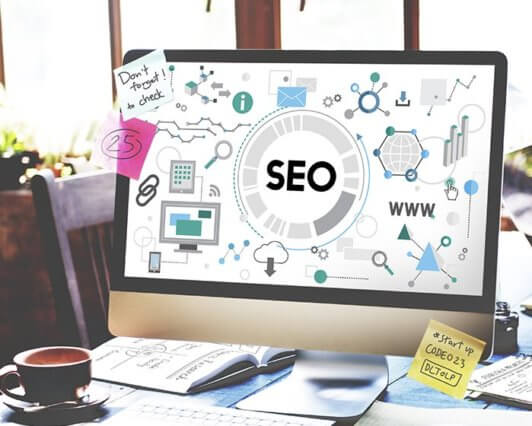 Don't
forget!
to check
25
SEO
WWW
*Start up
CODE023
DLTOLP